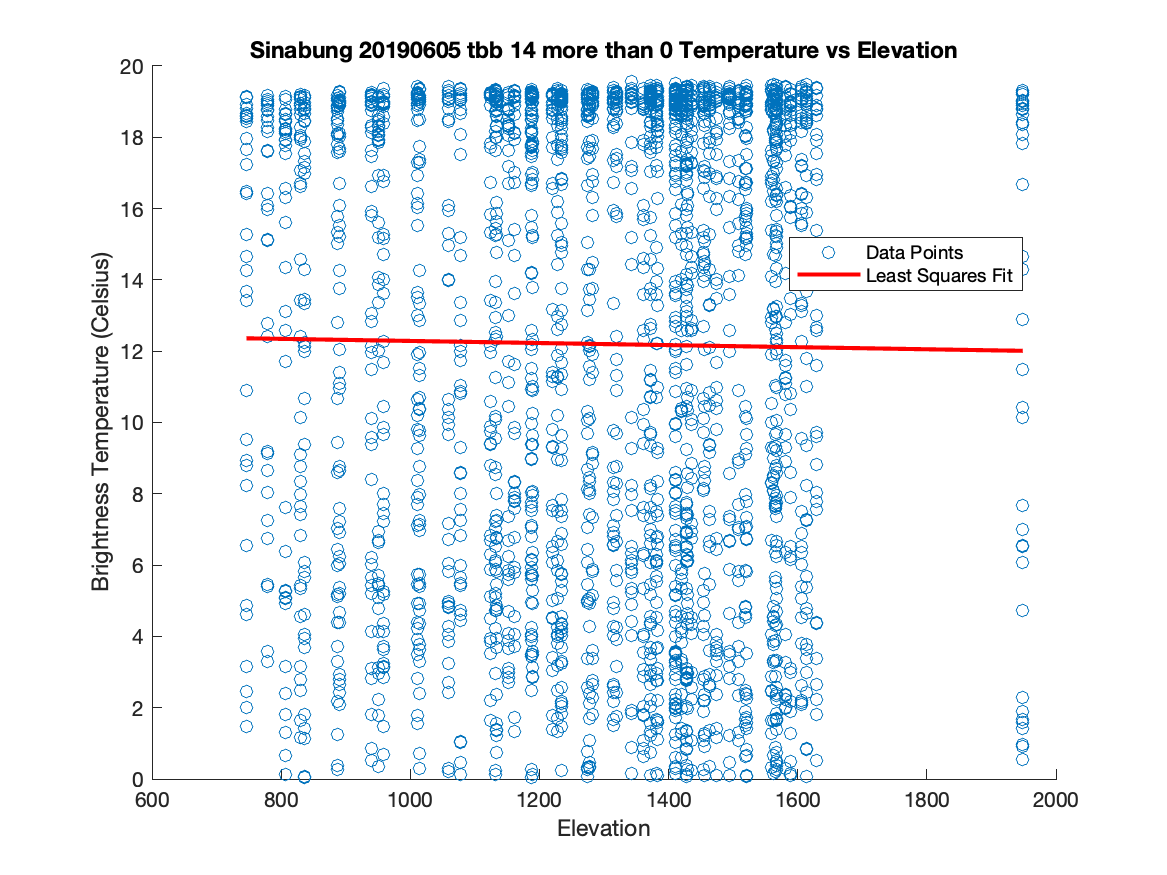 Sinabung 20190605 tbb 14 more than 0 Temperature vs Elevation
20
18
16
14
12
10
8
6
4
2
0
Brightness Temperature (Celsius)
Data Points
Least Squares Fit
600 800 1000 1200 1400 1600 1800 2000
Elevation